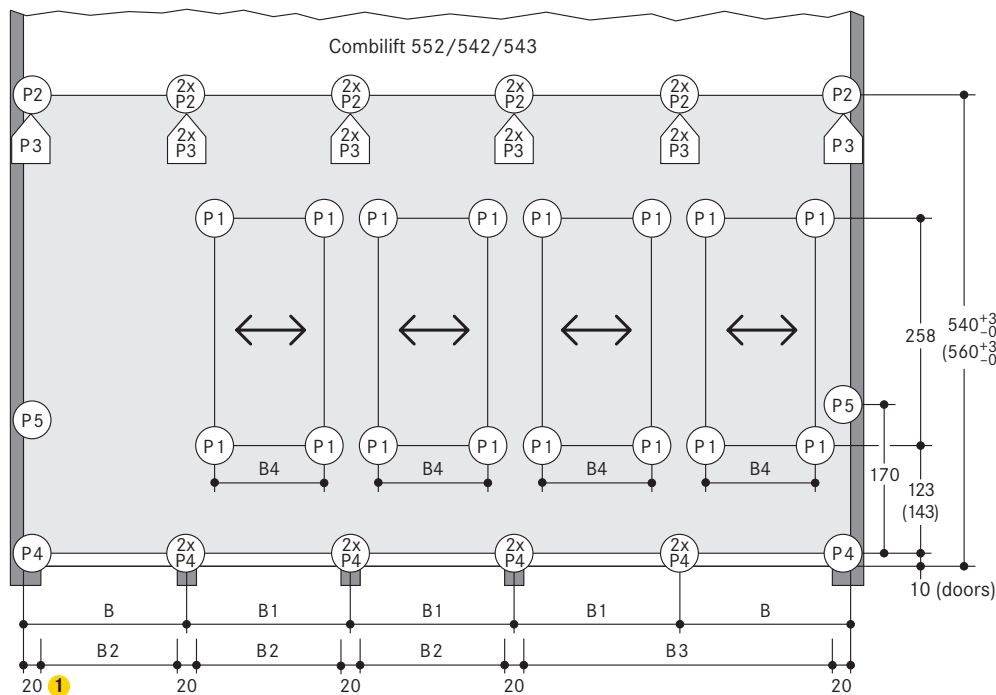 Combilift 552/542/543
P2 2x P2 2x P2 2x P2 2x P2 P2
P3 2x P3 2x P3 2x P3 2x P3 P3
P1 P1 P1 P1 P1 P1 P1 P1
540+3-0
258
(560+3-0
P5
P5
P1 P1 P1 P1 P1 P1 P1 P1
B4 B4 B4 B4
170
123
(143)
P4 2x P4 2x P4 2x P4 2x P4 P4
10 (doors)
B B1 B1 B1 B
B2 B2 B2 B3
20 1 20 20 20 20